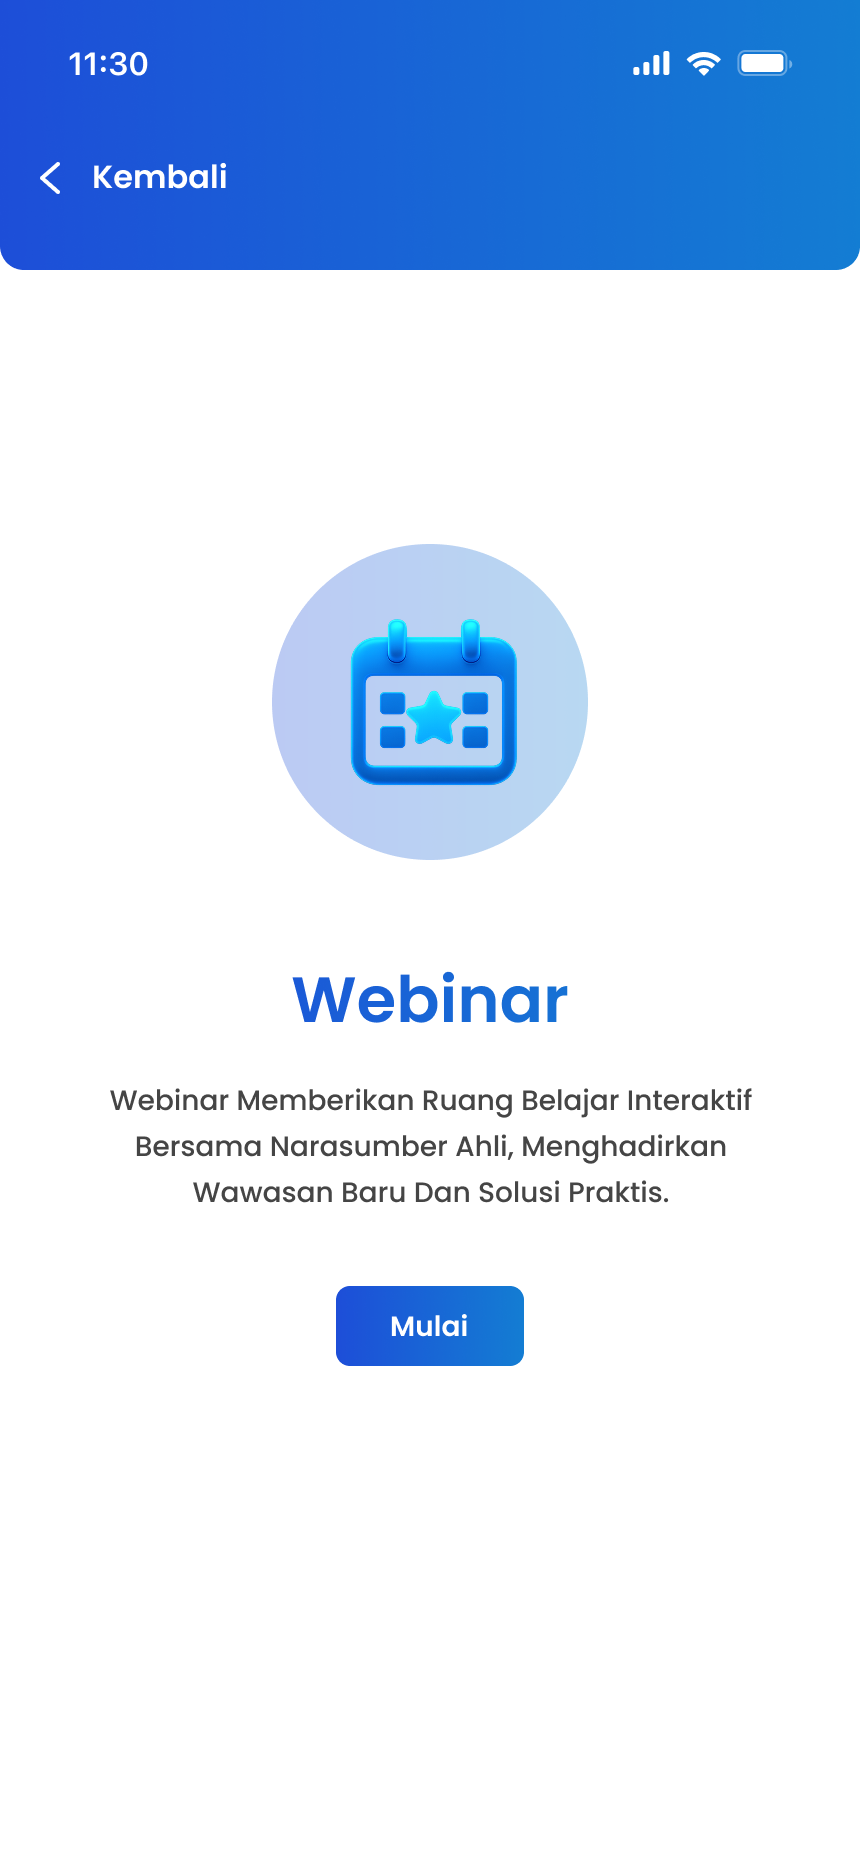 11:30
Kembali
Webinar
Webinar Memberikan Ruang Belajar Interaktif
Bersama Narasumber Ahli, Menghadirkan
Wawasan Baru Dan Solusi Praktis.
Mulai